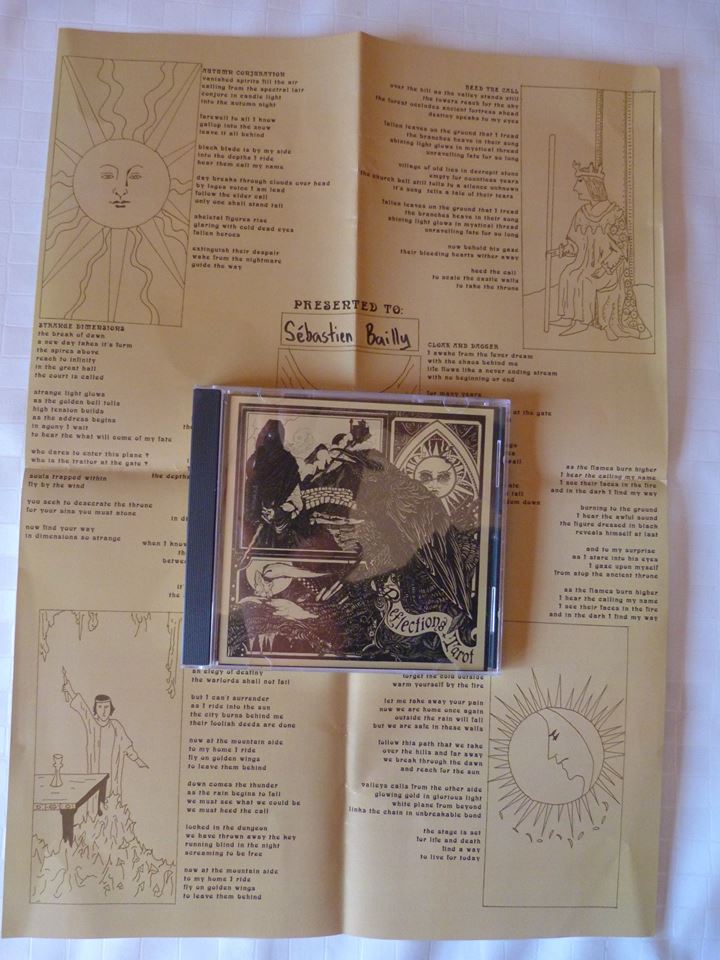 AUTUMN CONJURATION
vanished spirits fill the air
calling from the spectral lair
conjure in candle light
into the autumn night
farewell to all I know
gallop into the snow
leave it all behind
black blade is by my side
into the depths I ride
hear them call my name
day breaks through clouds over head
by logos voice I am lead
follow the elder call
only one shall stand tall
skeletal figures rise
glaring with cold dead eyes
fallen heroes
extinguish their despair
wake from the nightmare
guide the way
HEED THE CALL
over the hill as the valley stands still
the towers reach for the sky
the forest occludes ancient fortress ahead
destiny speaks to my eyes
fallen leaves on the ground that I tread
the branches heave in their song
shining light glows in mystical thread
unravelling fate for so long
village of old lies in decrepit stone
empty for countless years
the church bell still tolls to a silence unknown
it's song tells a tale of their tears
fallen leaves on the ground that I tread
the branches heave in their song
shining light glows in mystical thread
unravelling fate for so long
now behold his gaze
their bleeding hearts wither away
heed the call
to scale the castle walls
to take the throne
PRESENTED TO:
Sébastien Bailly
STRANGE DIMENSIONS
the break of dawn
a new day takes it's form
the spires above
reach to infinity
in the great hall
the court is called
strange light glows
as the golden bell tolls
high tension builds
as the address begins
in agony I wait
to hear the what will come of my fate
who dares to enter this plane ?
who is the traitor at the gate ?
souls trapped within
fly by the wind
you seek to desecrate the throne
for your sins you must atone
now find your way
in dimensions so strange
the depths
when I know
CLOAK AND DAGGER
I awake from the fever dream
with the chaos behind me
life flows like a never ending stream
with no beginning or end
for many years
at the gate
as the flames burn higher
I hear the calling my name
I see their faces in the fire
and in the dark I find my way
burning to the ground
I hear the awful sound
the figure dressed in black
reveals himself at last
and to my surprise
as I stare into his eyes
I gaze upon myself
from atop the ancient throne
as the flames burn higher
I hear the calling my name
I see their faces in the fire
and in the dark I find my way
Reflections Tarot
an elegy of destiny
the warlords shall not fall
but I can't surrender
as I ride into the sun
the city burns behind me
their foolish deeds are done
now at the mountain side
to my home I ride
fly on golden wings
to leave them behind
down comes the thunder
as the rain begins to fall
we must see what we could be
we must heed the call
locked in the dungeon
we have thrown away the key
running blind in the night
screaming to be free
now at the mountain side
to my home I ride
fly on golden wings
to leave them behind
forget the cold outside
warm yourself by the fire
let me take away your pain
now we are home once again
outside the rain will fall
but we are safe in these walls
follow this path that we take
over the hills and far away
we break through the dawn
and reach for the sun
valleys calls from the other side
glowing gold in glorious light
white plane from beyond
links the chain in unbreakable bond
the stage is set
for life and death
find a way
to live for today